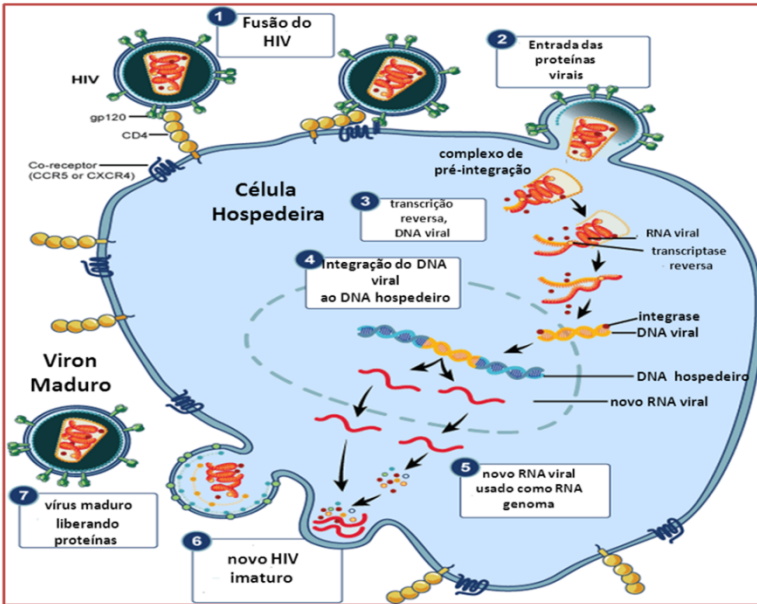 1
Fusão do
HIV
HIV
gp120
CD4
Co-receptor
(CCR5 or CXCR4)
2
Entrada das
proteínas
virais
complexo de
pré-integração
Célula
Hospedeira
3
transcrição
reversa,
DNA viral
RNA viral
transcriptase
reversa
4
Integração do DNA
viral
ao DNA hospedeiro
integrase
DNA viral
DNA hospedeiro
novo RNA viral
Viron
Maduro
5
novo RNA viral
usado como RNA
genoma
7
vírus maduro
liberando
proteínas
6
novo HIV
imaturo